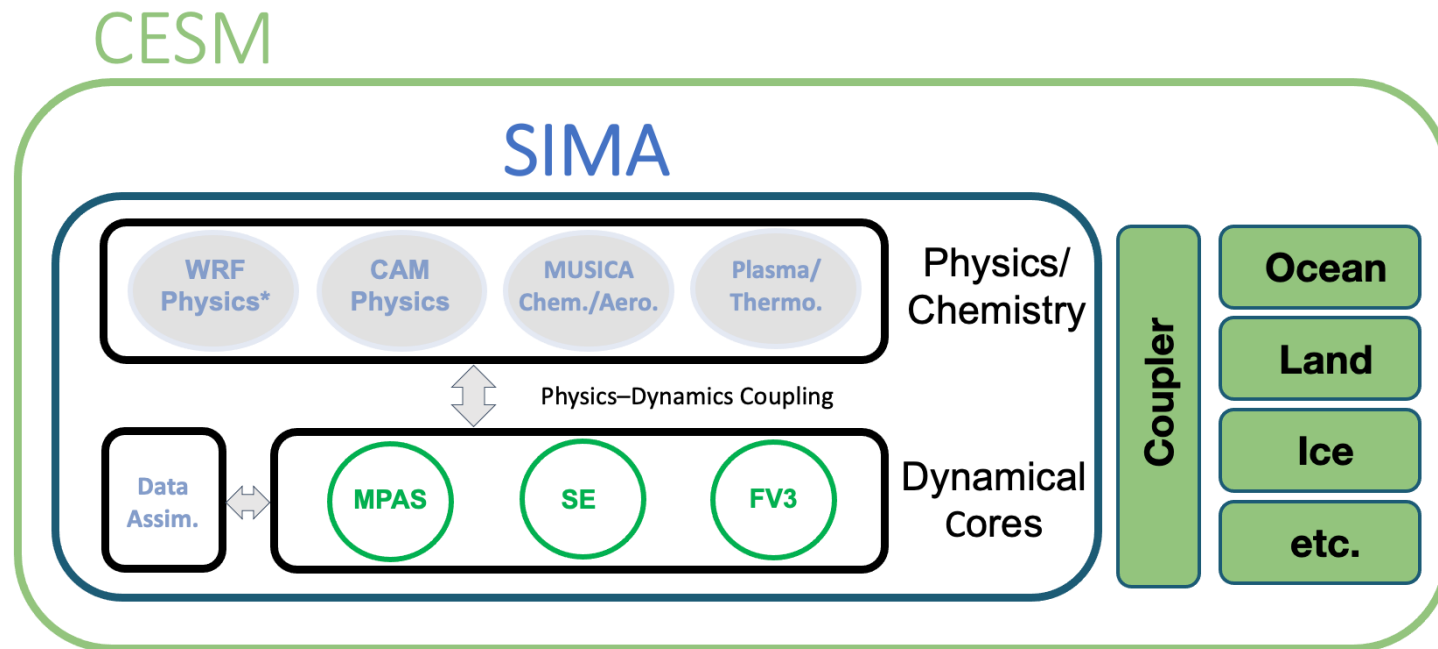 CESM
SIMA
WRF
Physics*
CAM
Physics
MUSICA
Chem./Aero.
Plasma/
Thermo.
Physics/
Chemistry
Physics–Dynamics Coupling
Data
Assim.
MPAS
SE
FV3
Dynamical
Cores
Coupler
Ocean
Land
Ice
etc.